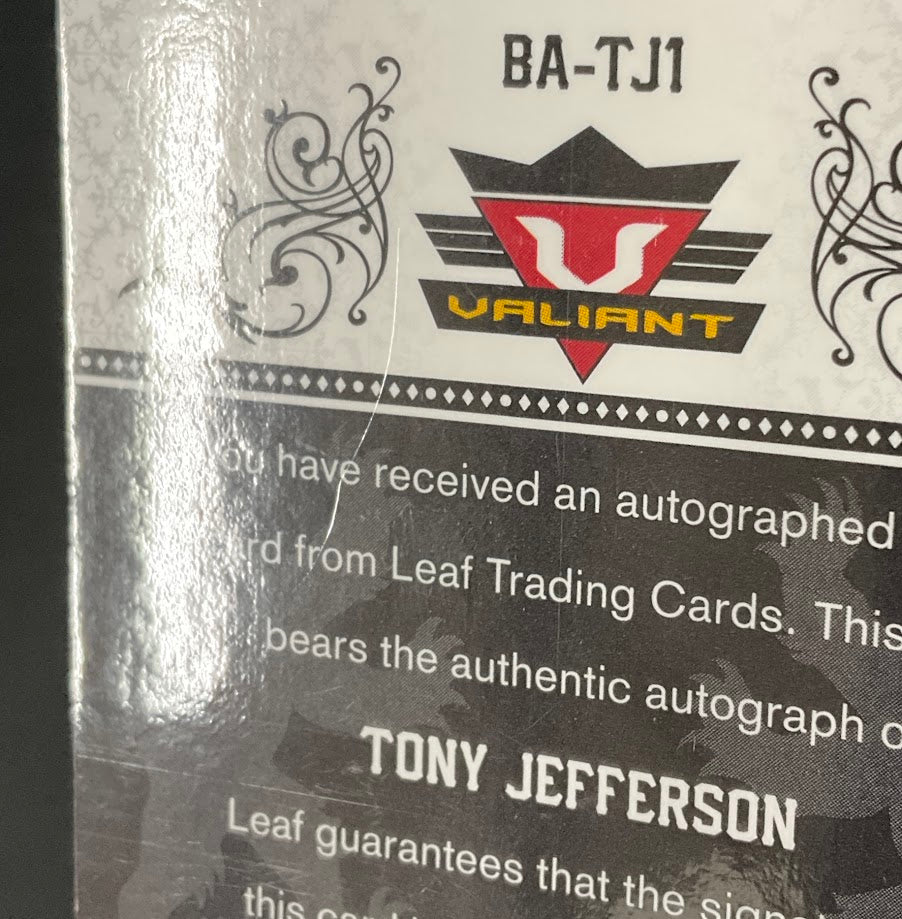 BA-TJ1
V
VALIANT
have received an autographed
from Leaf Trading Cards. This
bears the authentic autograph
TONY JEFFERSON
Leaf guarantees that the
this